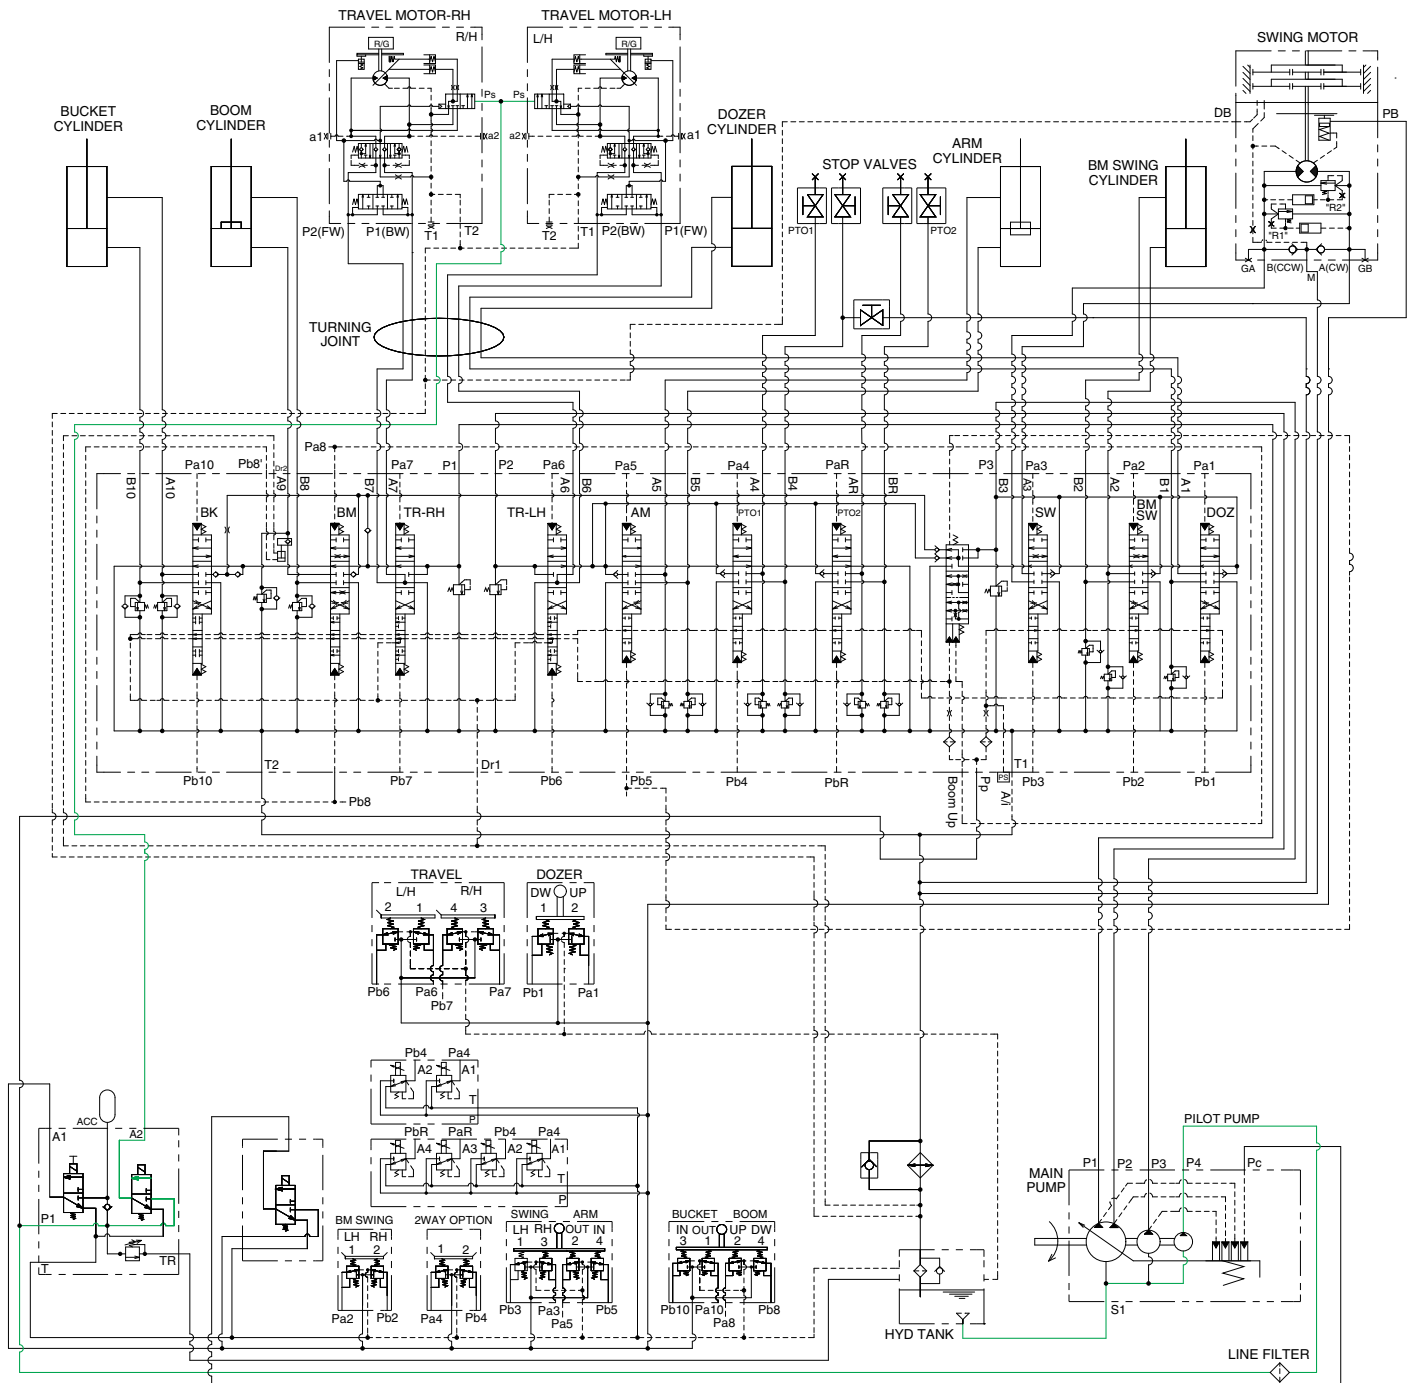 TRAVEL MOTOR-RH
TRAVEL MOTOR-LH
SWING MOTOR
R/H
L/H
R/G
R/G
Ps
Ps
DB
PB
BUCKET
CYLINDER
BOOM
CYLINDER
DOZER
CYLINDER
STOP VALVES
ARM
CYLINDER
BM SWING
CYLINDER
a1
a2
a2
a1
"R2"
"R1"
PTO1
PTO2
P2(FW)
P1(BW)
T1
T2
T2
T1
P2(BW)
P1(FW)
GA
B(CCW)
M
A(CW)
GB
TURNING
JOINT
Pa8
Pa10
Pb8'
Dr2
Pa7
P1
P2
Pa6
Pa5
Pa4
PaR
P3
Pa3
Pa2
Pa1
B10
A10
A9
B8
B7
A7
A6
B6
A5
B5
A4
B4
AR
BR
B3
A3
B2
A2
B1
A1
BK
BM
TR-RH
TR-LH
AM
PTO1
PTO2
SW
BM
SW
DOZ
T2
Dr1
T1
PS
Pb10
Pb7
Pb6
Pb5
Pb4
PbR
Boom Up
Pp
A/i
Pb3
Pb2
Pb1
Pb8
TRAVEL
L/H
R/H
2
1
4
3
DOZER
DW
UP
1
2
Pb6
Pa6
Pb7
Pa7
Pb1
Pa1
Pb4
Pa4
A2
A1
T
P
PbR
PaR
Pb4
Pa4
A4
A3
A2
A1
T
P
ACC
A1
A2
P1
T
TR
BM SWING
LH
RH
1
2
Pa2
Pb2
2WAY OPTION
1
2
Pa4
Pb4
SWING
ARM
LH
RH
OUT
IN
1
3
2
4
Pb3
Pa3
Pa5
Pb5
BUCKET
BOOM
IN
OUT
UP
DW
3
1
2
4
Pb10
Pa10
Pa8
Pb8
HYD TANK
PILOT PUMP
MAIN
PUMP
P1
P2
P3
P4
Pc
S1
LINE FILTER